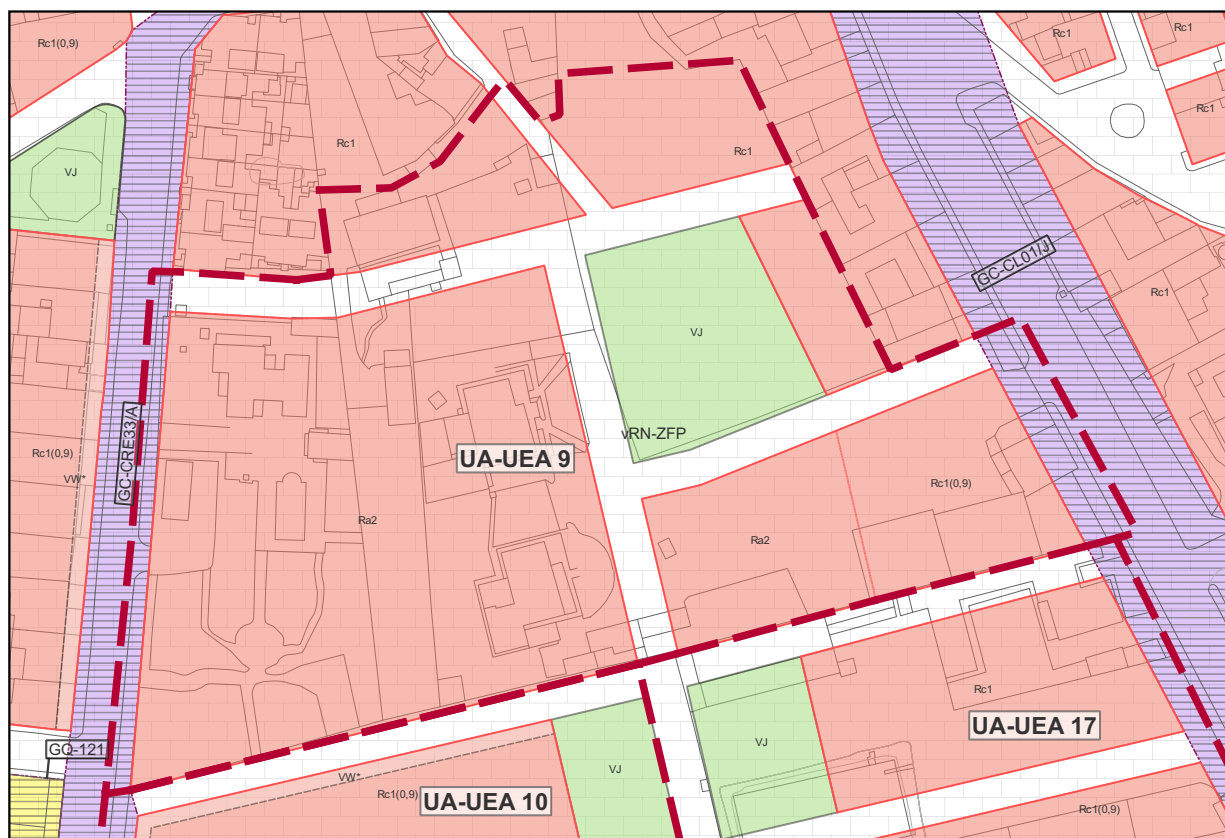 Rc1(0,9)
Rc1
Rc1
Rc1
Rc1
Rc1
VJ
GC-CL01/J
Rc1
VJ
vRN-ZFP
UA-UEA 9
GC-CRE33/A
Rc1(0,9)
VW*
Rc1(0,9)
Ra2
Ra2
Rc1
UA-UEA 17
GQ-121
VJ
VJ
VW*
Rc1(0,9)
UA-UEA 10
Rc1(0,9)